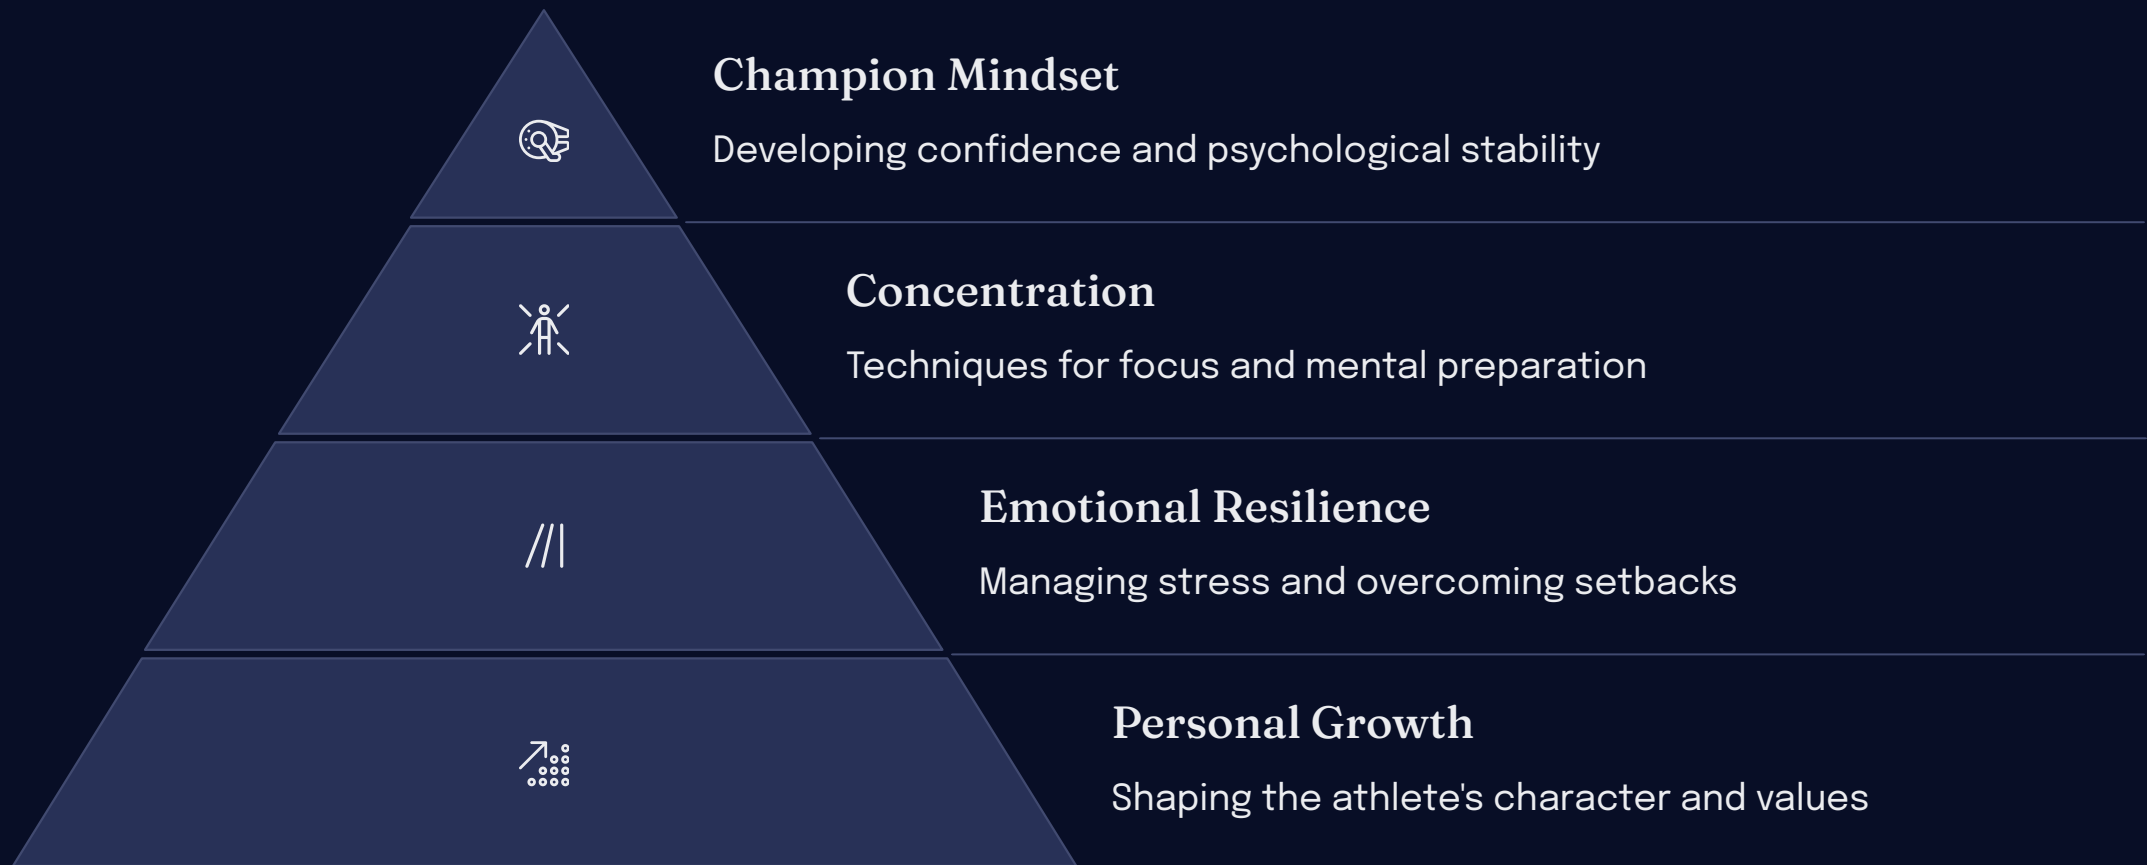 Champion Mindset
Developing confidence and psychological stability
Concentration
Techniques for focus and mental preparation
Emotional Resilience
Managing stress and overcoming setbacks
Personal Growth
Shaping the athlete's character and values